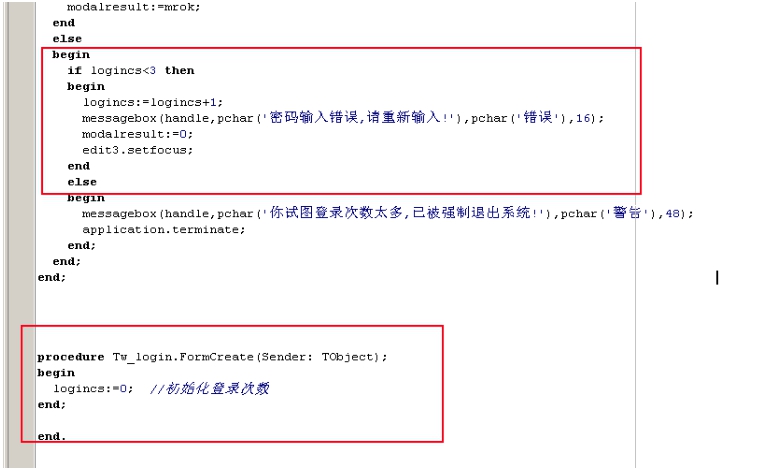 modalresult:=mrok;
end
else
begin
if logincs<3 then
begin
logincs:=logincs+1;
messagebox(handle,pchar('密码输入错误,请重新输入!'),pchar('错误'),16);
modalresult:=0;
edit3.setfocus;
end
else
begin
messagebox(handle,pchar('你试图登录次数太多,已被强制退出系统!'),pchar('警告'),48);
application.terminate;
end;
end;
end;
procedure Tw_login.FormCreate(Sender: TObject);
begin
logincs:=0; //初始化登录次数
end;
end.